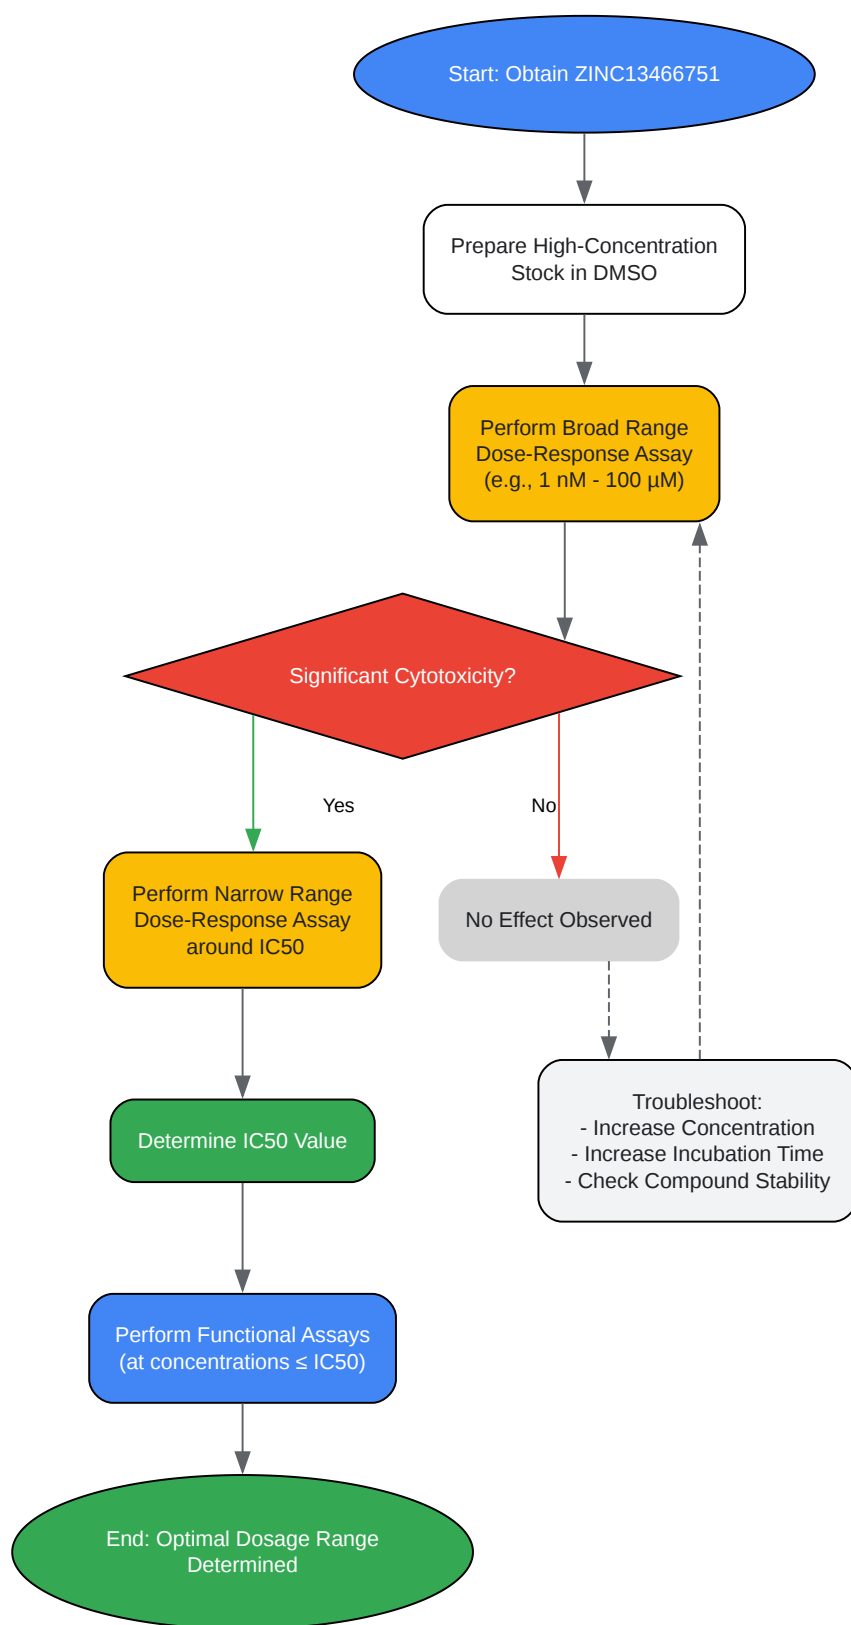 Start: Obtain ZINC13466751
Prepare High-Concentration
Stock in DMSO
Perform Broad Range
Dose-Response Assay
(e.g., 1 nM - 100 µM)
Significant Cytotoxicity?
Yes
No
Perform Narrow Range
Dose-Response Assay
around IC50
No Effect Observed
Determine IC50 Value
Troubleshoot:
- Increase Concentration
- Increase Incubation Time
- Check Compound Stability
Perform Functional Assays
(at concentrations ≤ IC50)
End: Optimal Dosage Range
Determined